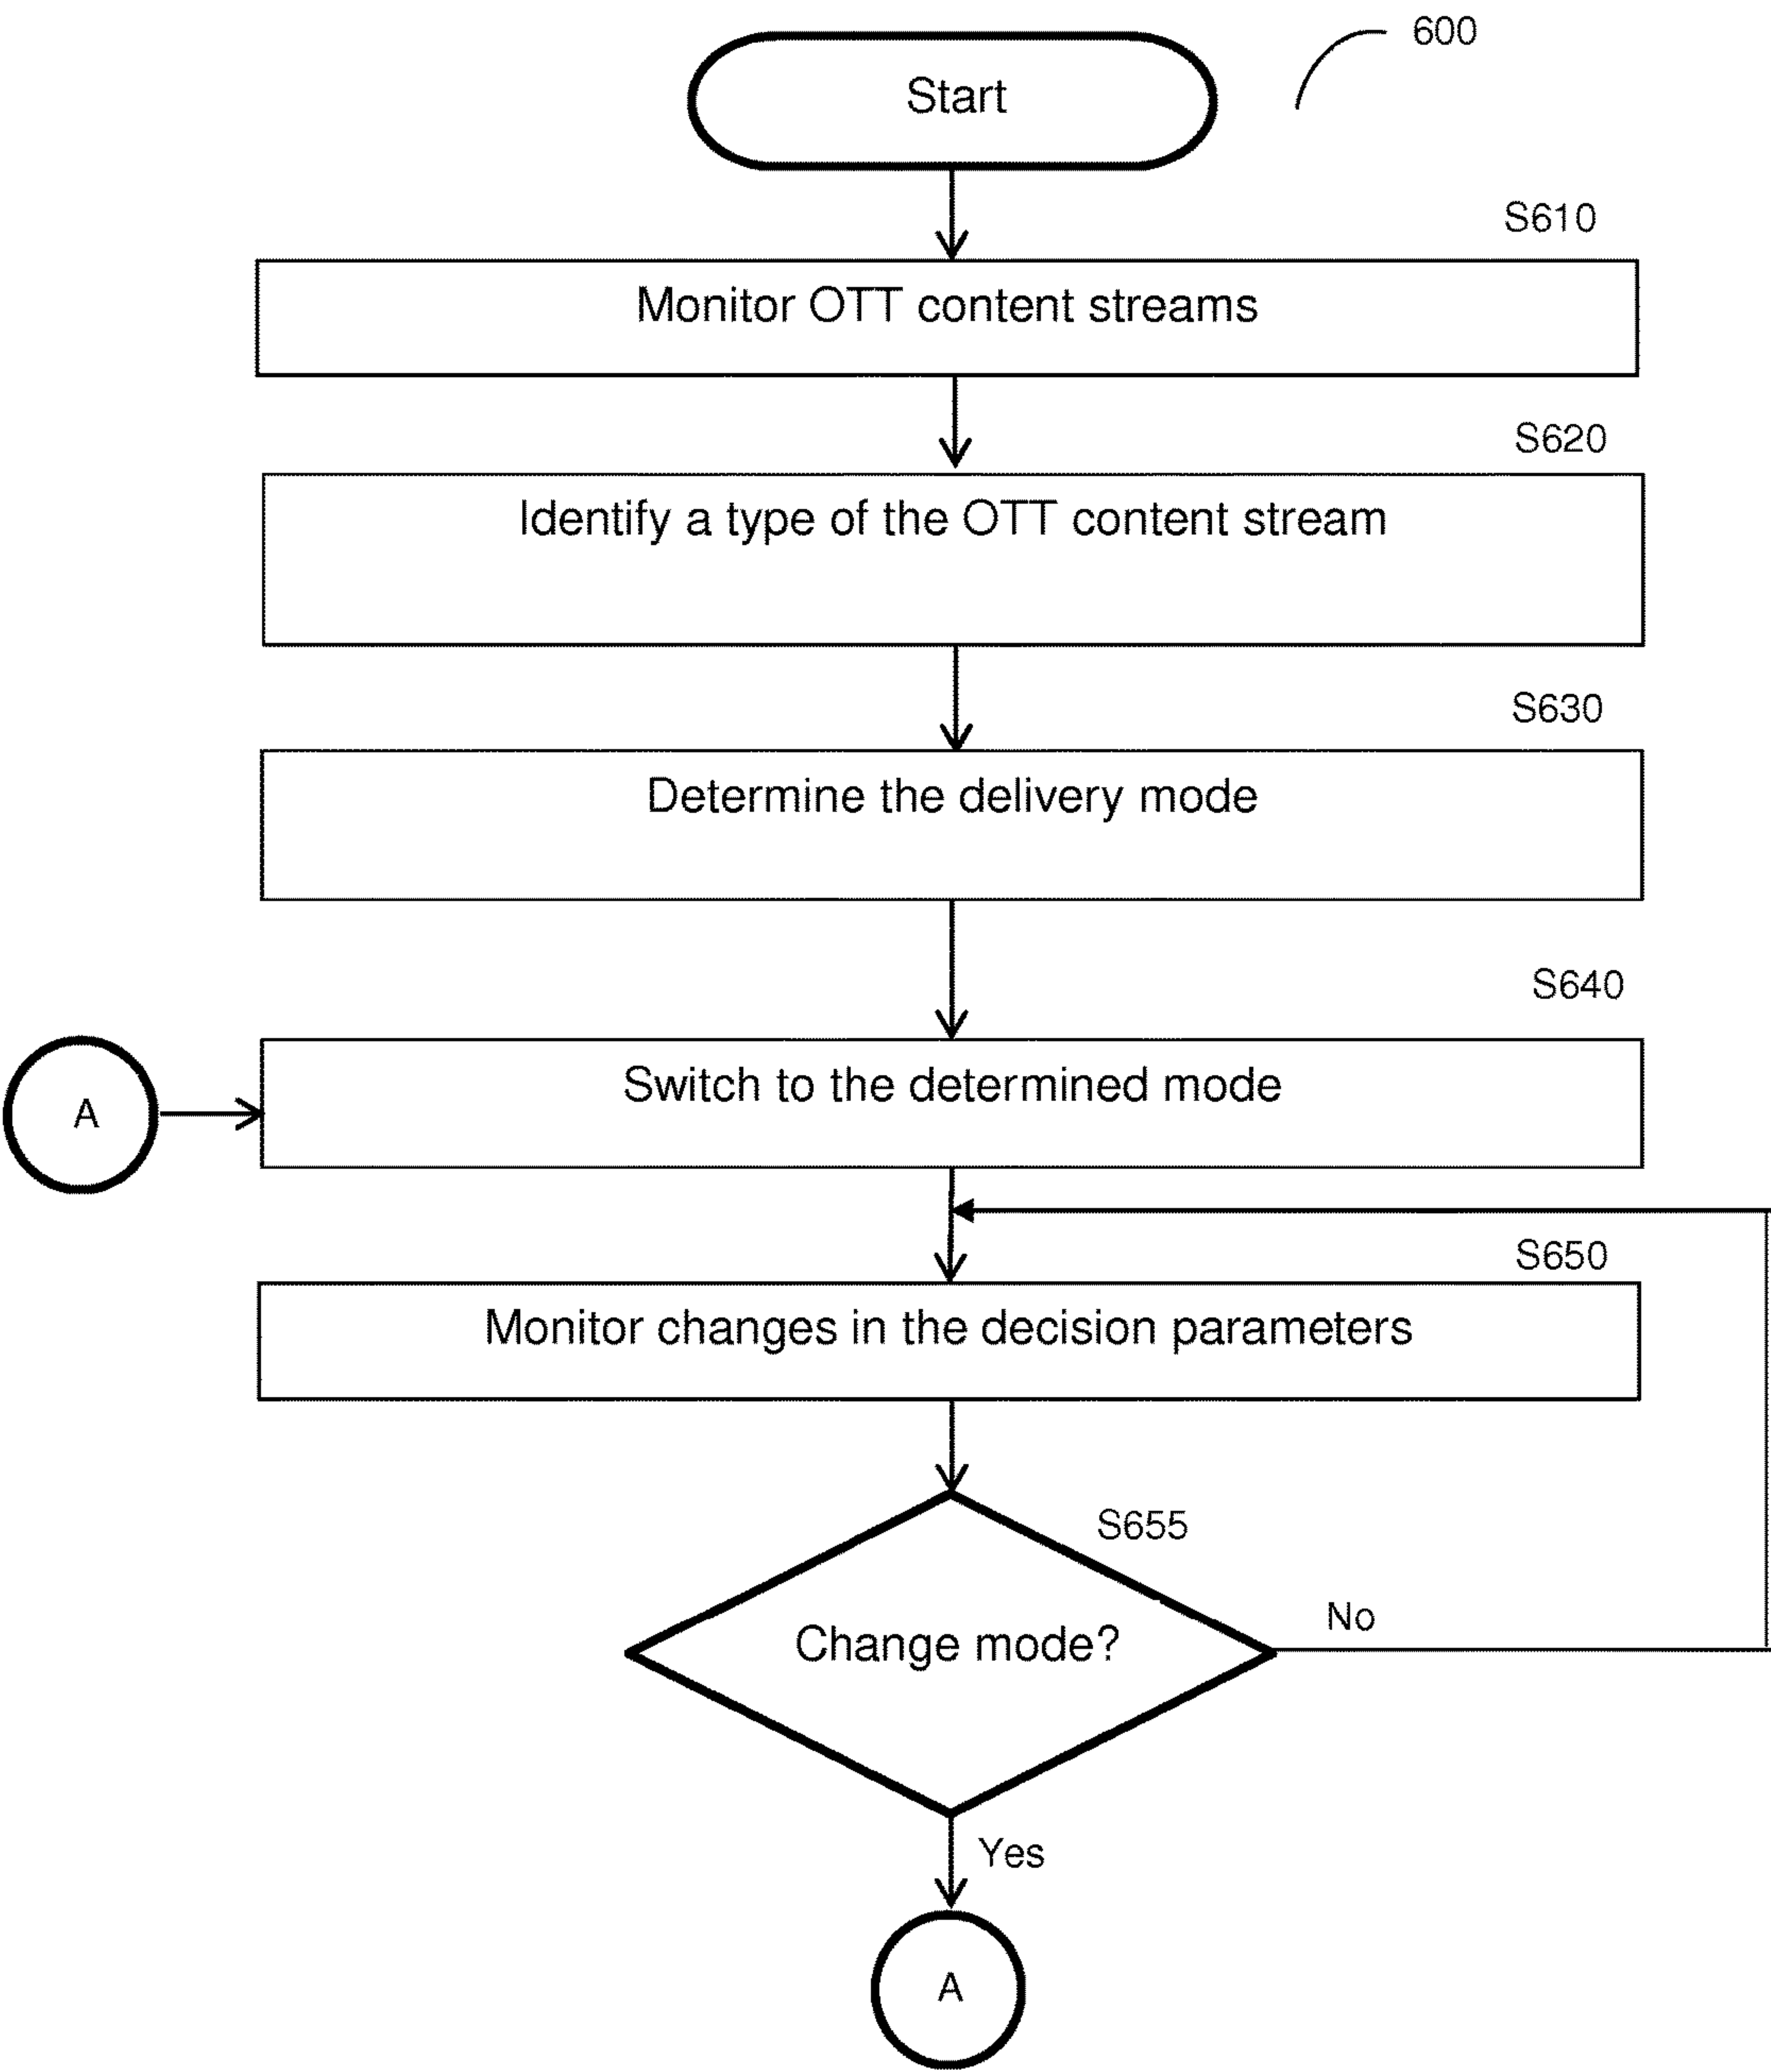 600
Start
S610
Monitor OTT content streams
S620
Identify a type of the OTT content stream
S630
Determine the delivery mode
S640
Switch to the determined mode
A
S650
Monitor changes in the decision parameters
S655
Change mode?
No
Yes
A